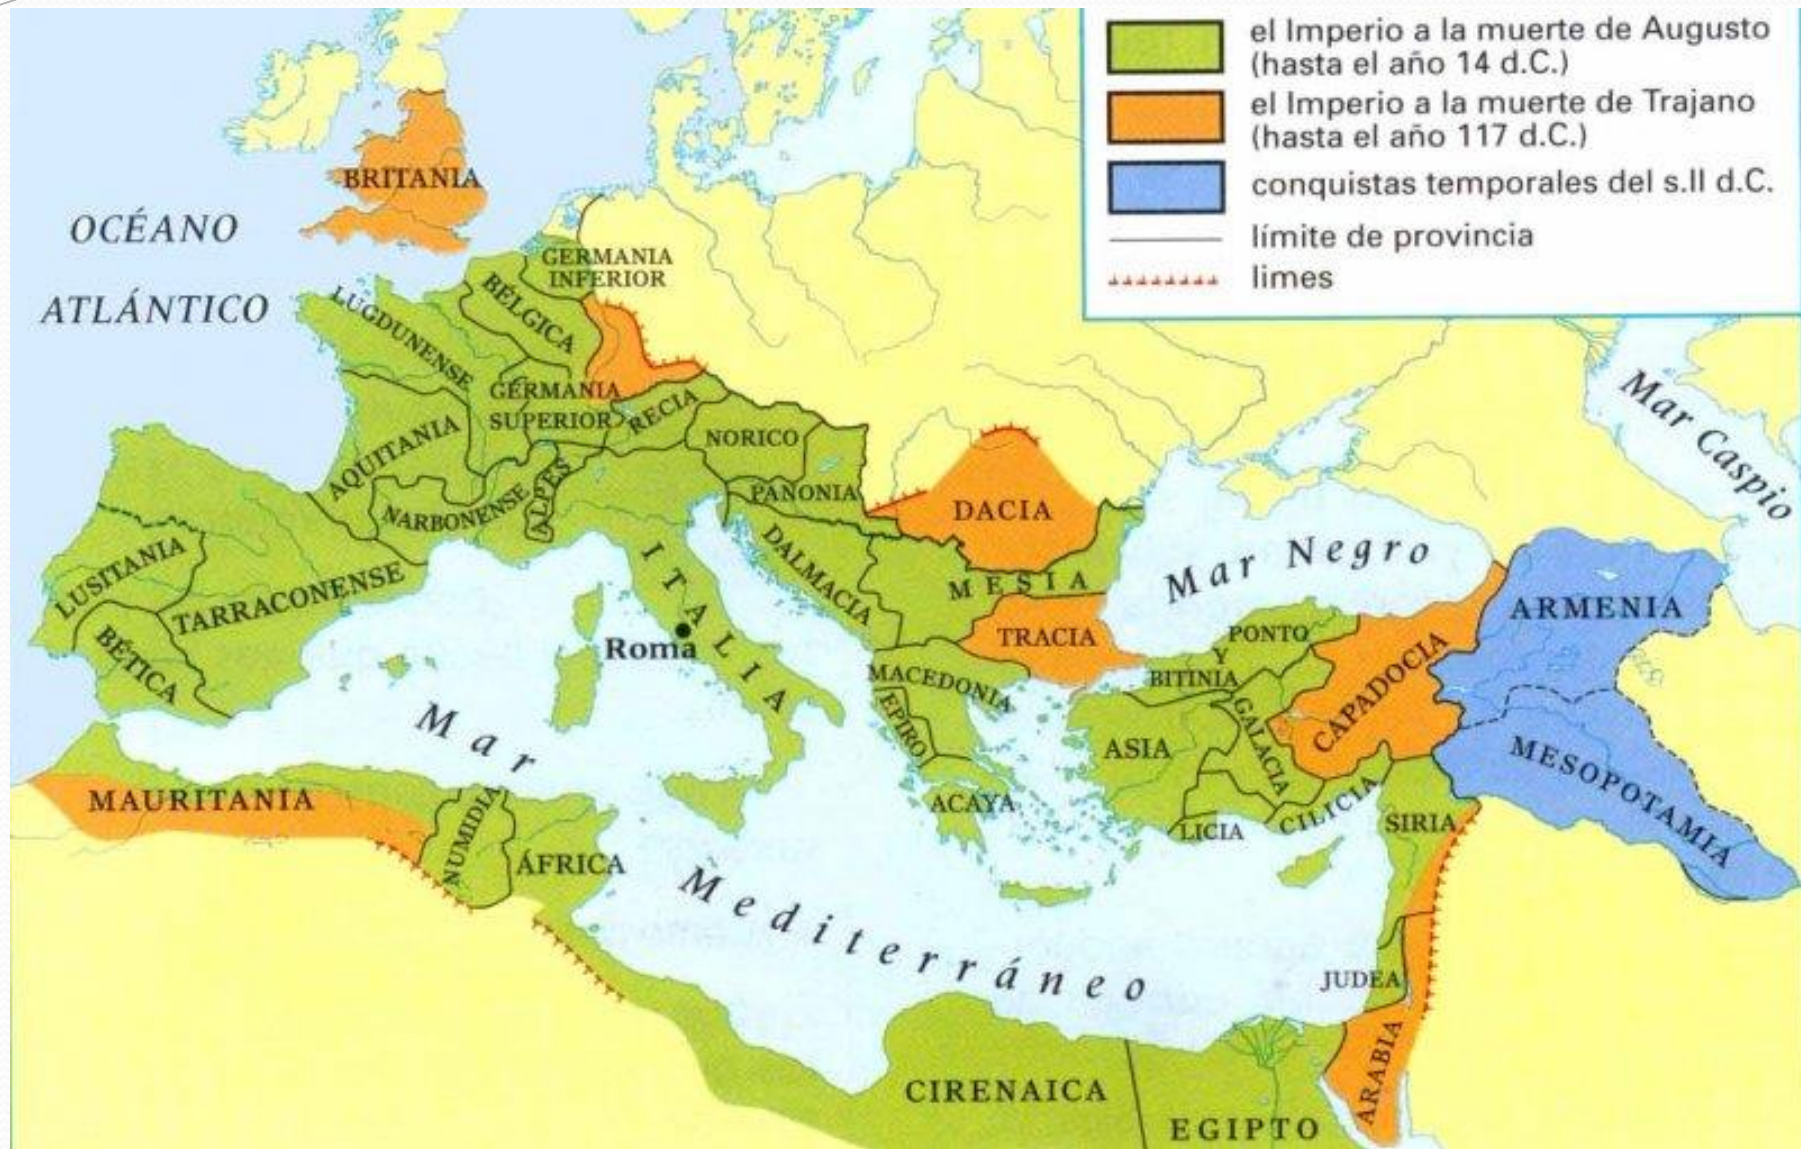 el Imperio a la muerte de Augusto
(hasta el año 14 d.C.)
el Imperio a la muerte de Trajano
(hasta el año 117 d.C.)
conquistas temporales del s.II d.C.
límite de provincia
limes
BRITANIA
OCÉANO
ATLÁNTICO
GERMANIA
INFERIOR
BÉLGICA
LUGDUNENSE
GERMANIA
SUPERIOR
RECIA
NORICO
AQUITANIA
NARBONENSE
ALPES
PANONIA
DACIA
Mar Caspio
LUSITANIA
TARRACONENSE
BÉTICA
ITALIA
Roma
DALMACIA
MESIA
Mar Negro
ARMENIA
TRACIA
PONTO
Y
BITINIA
MACEDONIA
EPIRO
CAPADOCIA
GALACIA
ASIA
MESOPOTAMIA
ACAYA
LICIA
CILICIA
SIRIA
MAURITANIA
NUMIDIA
ÁFRICA
Mar
Mediterráneo
JUDEA
ARABIA
CIRENAICA
EGIPTO